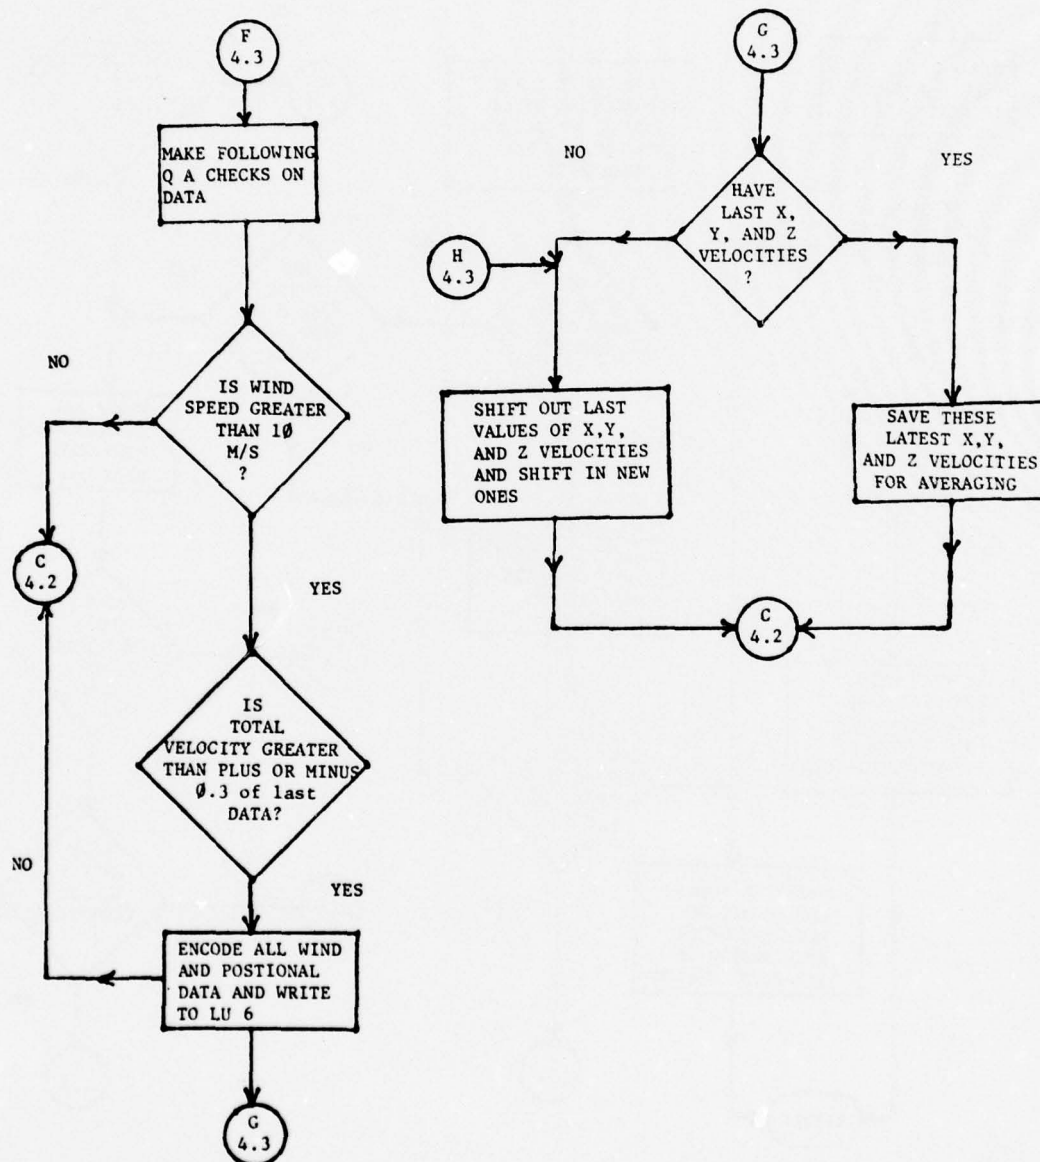 F
4.3
MAKE FOLLOWING
Q A CHECKS ON
DATA
NO
IS WIND
SPEED GREATER
THAN 1Ø
M/S
?
C
4.2
YES
IS
TOTAL
VELOCITY GREATER
THAN PLUS OR MINUS
Ø.3 of last
DATA?
NO
YES
ENCODE ALL WIND
AND POSTIONAL
DATA AND WRITE
TO LU 6
G
4.3
G
4.3
NO
YES
HAVE
LAST X,
Y, AND Z
VELOCITIES
?
H
4.3
SHIFT OUT LAST
VALUES OF X,Y,
AND Z VELOCITIES
AND SHIFT IN NEW
ONES
SAVE THESE
LATEST X,Y,
AND Z VELOCITIES
FOR AVERAGING
C
4.2